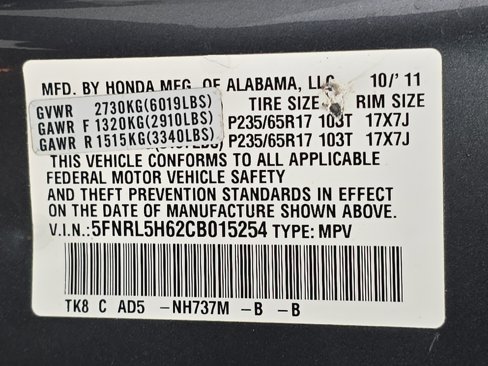 MFD. BY HONDA MFG. OF ALABAMA, LLC 10/'11
GVWR 2730KG(6019LBS) TIRE SIZE RIM SIZE
GAWR F 1320KG(2910LBS) P235/65R17 103T 17X7J
GAWR R 1515KG(3340LBS) P235/65R17 103T 17X7J
THIS VEHICLE CONFORMS TO ALL APPLICABLE
FEDERAL MOTOR VEHICLE SAFETY
AND THEFT PREVENTION STANDARDS IN EFFECT
ON THE DATE OF MANUFACTURE SHOWN ABOVE.
V.I.N.:5FNRL5H62CB015254 TYPE: MPV
TK8 C AD5 -NH737M -B -B